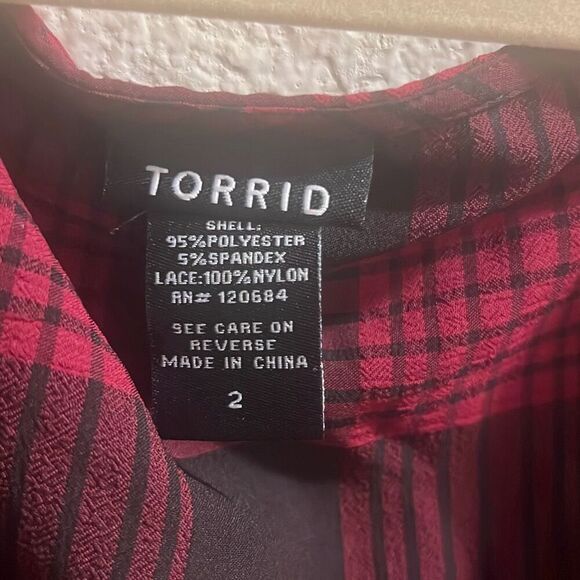 TORRID
SHELL:
95%POLYESTER
5%SPANDEX
LACE:100%NYLON
RN# 120684
SEE CARE ON
REVERSE
MADE IN CHINA
2